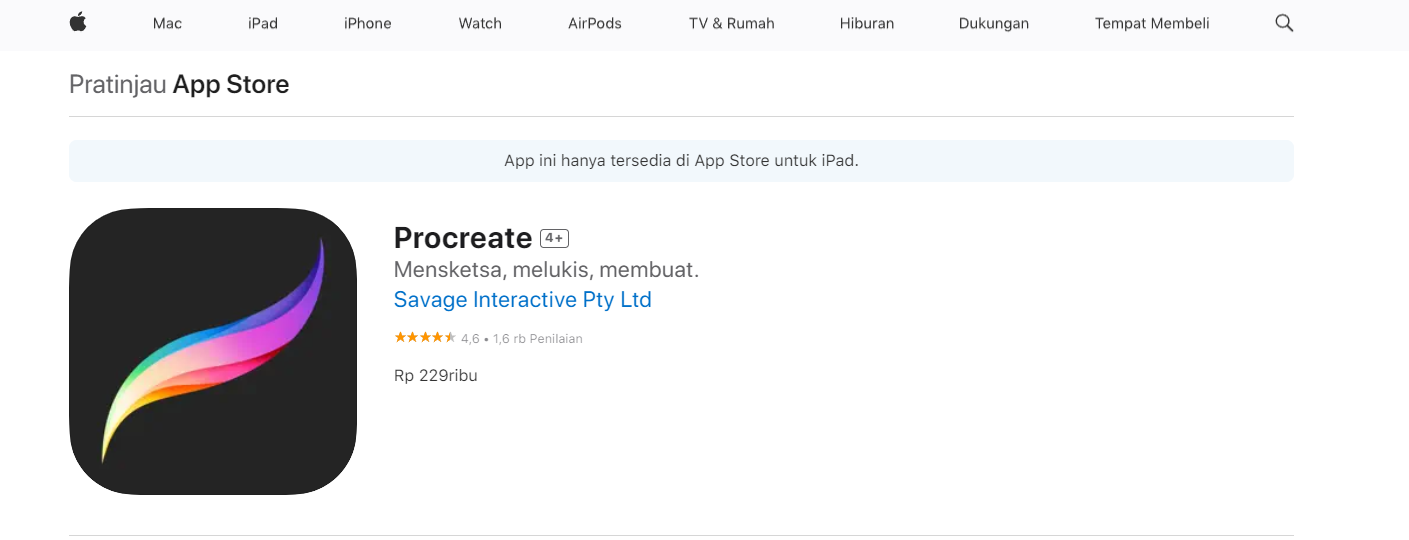 Mac iPad iPhone Watch AirPods TV & Rumah Hiburan Dukungan Tempat Membeli
Pratinjau App Store
App ini hanya tersedia di App Store untuk iPad.
Procreate 4+
Mensketsa, melukis, membuat.
Savage Interactive Pty Ltd
4,6 • 1,6 rb Penilaian
Rp 229ribu